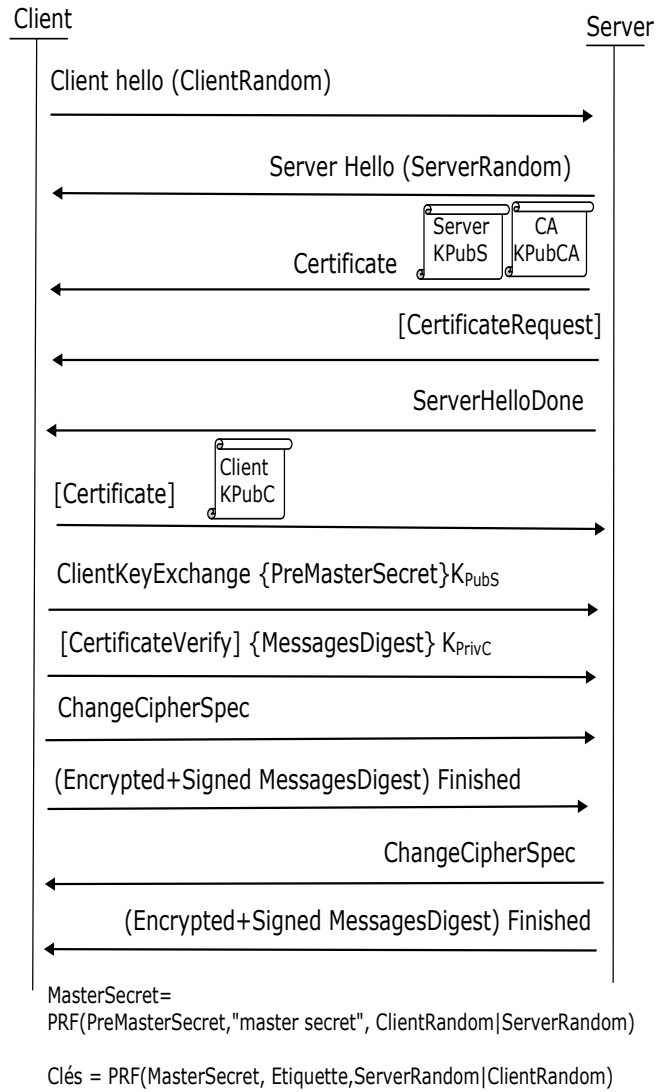 Client
Server
Client hello (ClientRandom)
Server Hello (ServerRandom)
Server
KPubS
CA
KPubCA
Certificate
[CertificateRequest]
ServerHelloDone
Client
KPubC
[Certificate]
ClientKeyExchange {PreMasterSecret}KPubS
[CertificateVerify] {MessagesDigest} KPrivC
ChangeCipherSpec
(Encrypted+Signed MessagesDigest) Finished
ChangeCipherSpec
(Encrypted+Signed MessagesDigest) Finished
MasterSecret=
PRF(PreMasterSecret,"master secret", ClientRandom|ServerRandom)
Clés = PRF(MasterSecret, Etiquette,ServerRandom|ClientRandom)